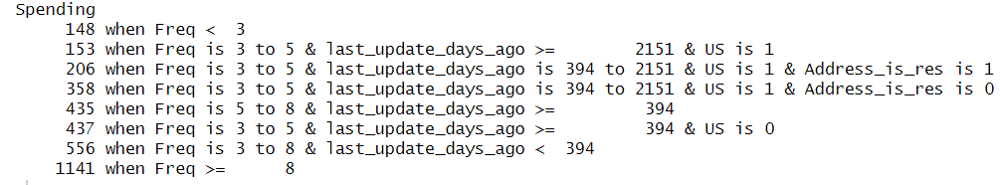 Spending
148 when Freq < 3
153 when Freq is 3 to 5 & last_update_days_ago >= 2151 & US is 1
206 when Freq is 3 to 5 & last_update_days_ago is 394 to 2151 & US is 1 & Address_is_res is 1
358 when Freq is 3 to 5 & last_update_days_ago is 394 to 2151 & US is 1 & Address_is_res is 0
435 when Freq is 5 to 8 & last_update_days_ago >= 394
437 when Freq is 3 to 5 & last_update_days_ago >= 394 & US is 0
556 when Freq is 3 to 8 & last_update_days_ago < 394
1141 when Freq >= 8